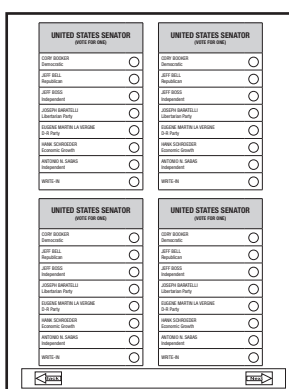 UNITED STATES SENATOR
(VOTE FOR ONE)
CORY BOOKER
Democratic
JEFF BELL
Republican
JEFF BOSS
Independent
JOSEPH BARATELLI
Libertarian Party
EUGENE MARTIN LA VERGNE
D-R Party
HANK SCHROEDER
Economic Growth
ANTONIO N. SABAS
Independent
WRITE-IN
UNITED STATES SENATOR
(VOTE FOR ONE)
CORY BOOKER
Democratic
JEFF BELL
Republican
JEFF BOSS
Independent
JOSEPH BARATELLI
Libertarian Party
EUGENE MARTIN LA VERGNE
D-R Party
HANK SCHROEDER
Economic Growth
ANTONIO N. SABAS
Independent
WRITE-IN
UNITED STATES SENATOR
(VOTE FOR ONE)
CORY BOOKER
Democratic
JEFF BELL
Republican
JEFF BOSS
Independent
JOSEPH BARATELLI
Libertarian Party
EUGENE MARTIN LA VERGNE
D-R Party
HANK SCHROEDER
Economic Growth
ANTONIO N. SABAS
Independent
WRITE-IN
UNITED STATES SENATOR
(VOTE FOR ONE)
CORY BOOKER
Democratic
JEFF BELL
Republican
JEFF BOSS
Independent
JOSEPH BARATELLI
Libertarian Party
EUGENE MARTIN LA VERGNE
D-R Party
HANK SCHROEDER
Economic Growth
ANTONIO N. SABAS
Independent
WRITE-IN
Back
Next